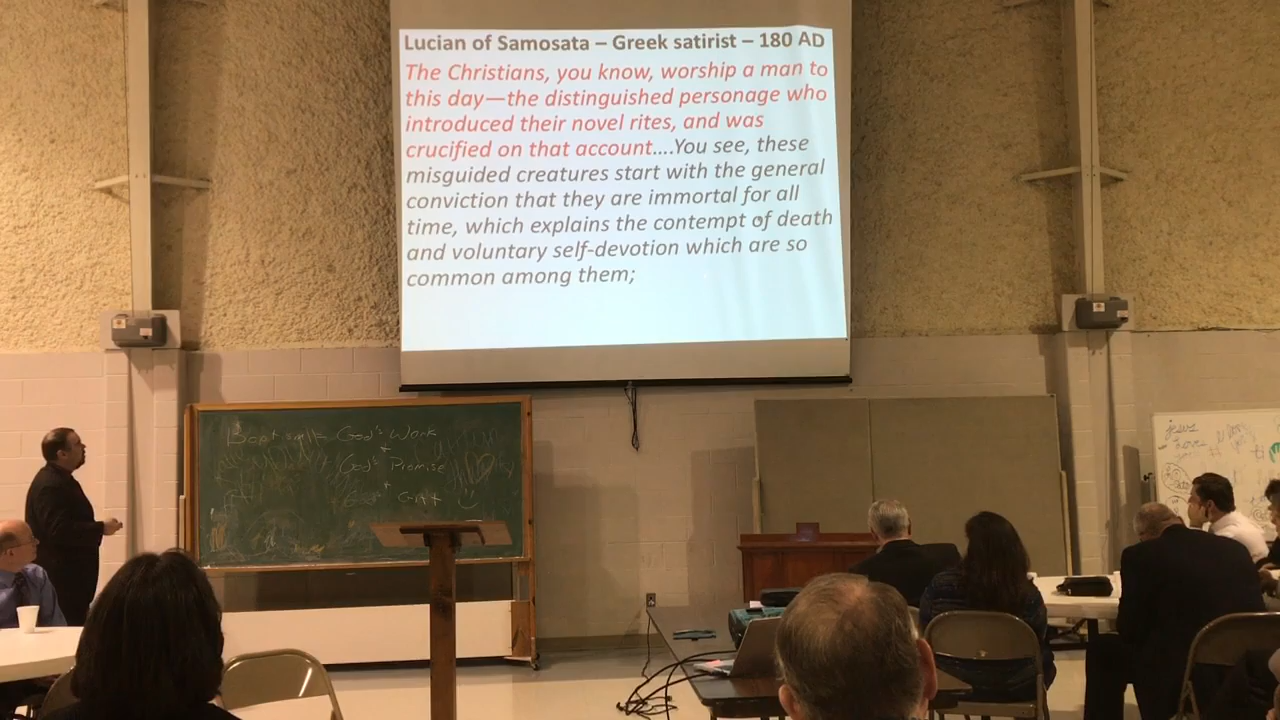 Lucian of Samosata – Greek satirist – 180 AD
The Christians, you know, worship a man to
this day—the distinguished personage who
introduced their novel rites, and was
crucified on that account....You see, these
misguided creatures start with the general
conviction that they are immortal for all
time, which explains the contempt of death
and voluntary self-devotion which are so
common among them;
God's Work
+
God's Promise
+
Jesus